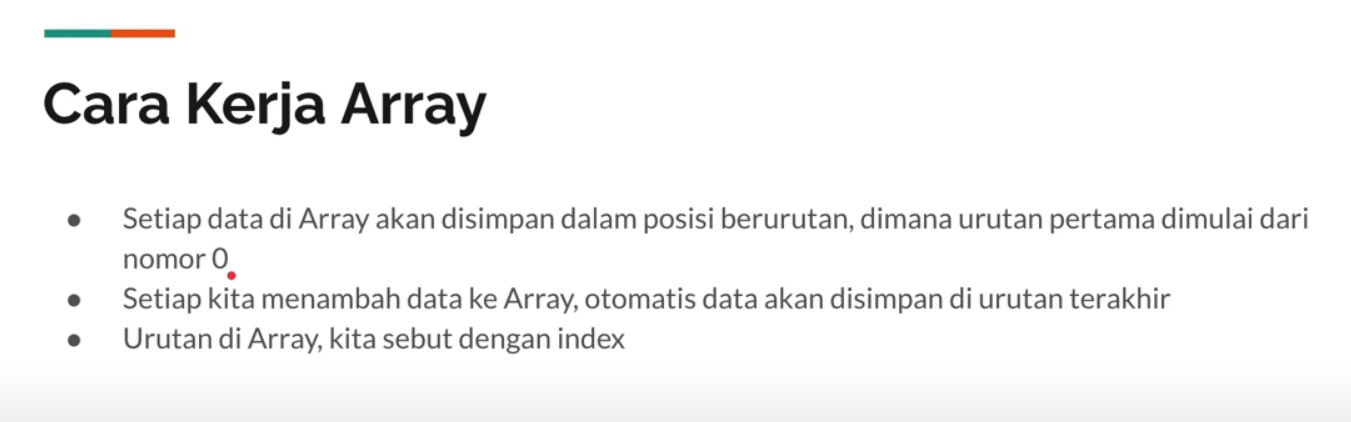 Cara Kerja Array
● Setiap data di Array akan disimpan dalam posisi berurutan, dimana urutan pertama dimulai dari
nomor 0
● Setiap kita menambah data ke Array, otomatis data akan disimpan di urutan terakhir
● Urutan di Array, kita sebut dengan index